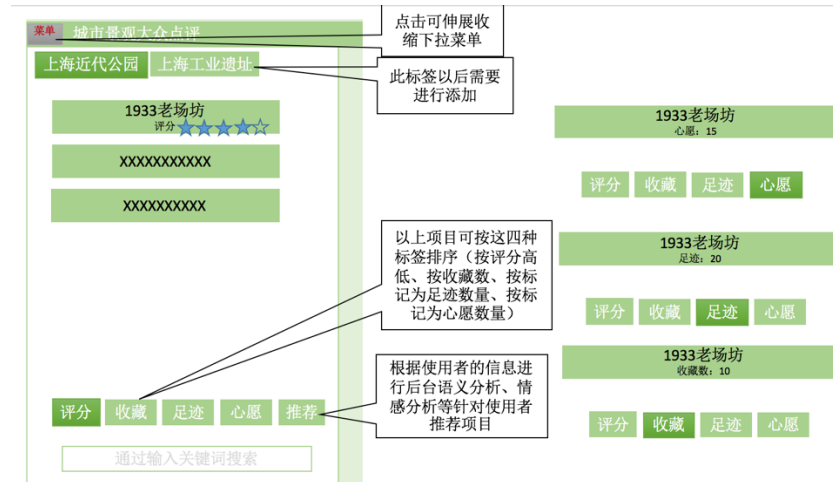 菜单
城市景观大众点评
点击可伸展收
缩下拉菜单
上海近代公园
上海工业遗址
此标签以后需要
进行添加
1933老场坊
评分
XXXXXXXXXXX
XXXXXXXXXX
以上项目可按这四种
标签排序（按评分高
低、按收藏数、按标
记为足迹数量、按标
记为心愿数量）
根据使用者的信息进
行后台语义分析、情
感分析等针对使用者
推荐项目
评分
收藏
足迹
心愿
推荐
通过输入关键词搜索
1933老场坊
心愿：15
评分
收藏
足迹
心愿
1933老场坊
足迹：20
评分
收藏
足迹
心愿
1933老场坊
收藏数：10
评分
收藏
足迹
心愿